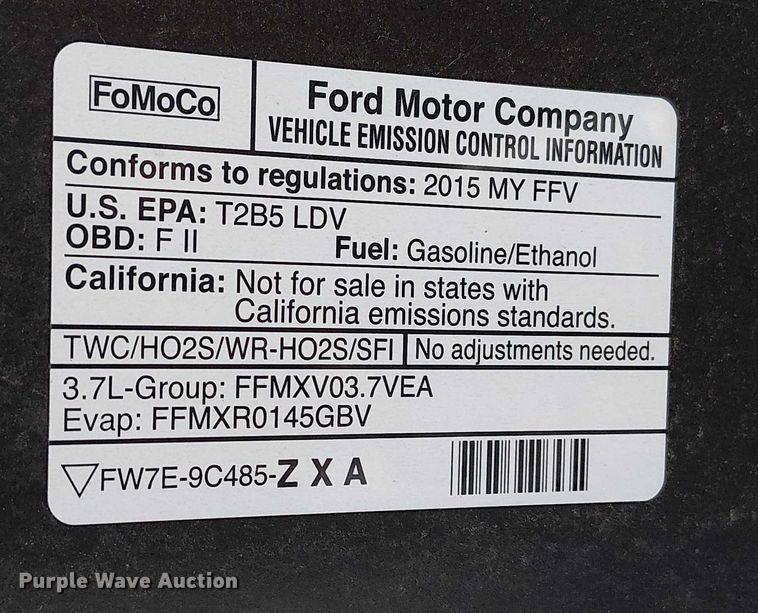 FoMoCo
Ford Motor Company
VEHICLE EMISSION CONTROL INFORMATION
Conforms to regulations: 2015 MY FFV
U.S. EPA: T2B5 LDV
OBD: F II Fuel: Gasoline/Ethanol
California: Not for sale in states with
California emissions standards.
TWC/HO2S/WR-HO2S/SFI No adjustments needed.
3.7L-Group: FFMXV03.7VEA
Evap: FFMXR0145GBV
FW7E-9C485-Z X A
Purple Wave Auction